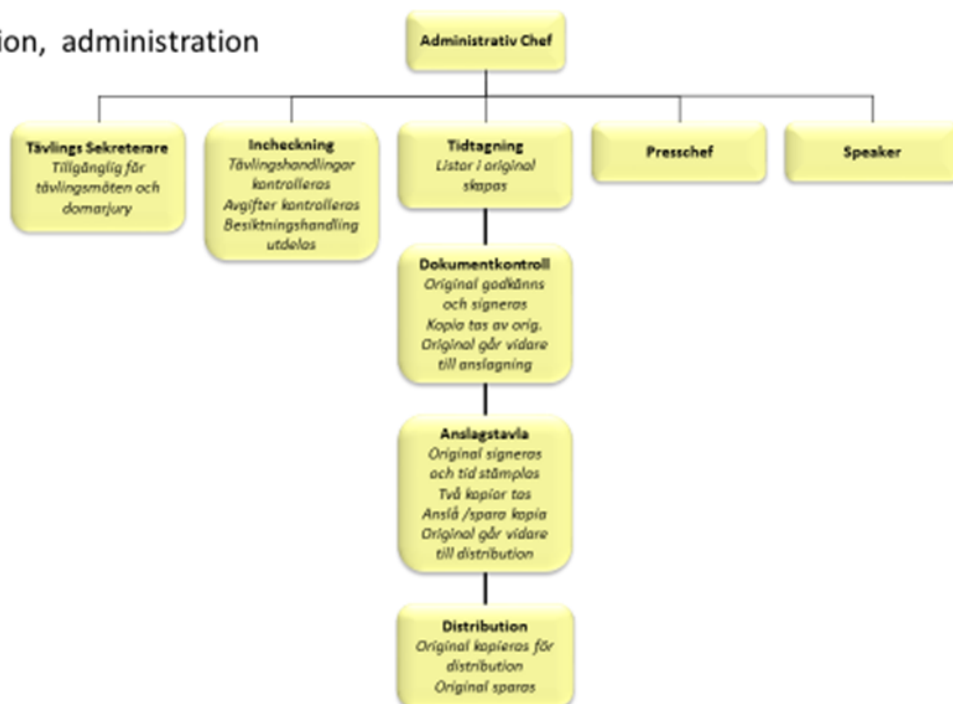 ion, administration
Administrativ Chef
Tävlings Sekreterare
Tillgänglig för
tävlingsmöten och
domarjury
Incheckning
Tävlingshandlingar
kontrolleras
Avgifter kontrolleras
Besiktningshandling
utdelas
Tidtagning
Listor i original
skapas
Presschef
Speaker
Dokumentkontroll
Original godkänns
och signeras
Kopia tas av orig.
Original går vidare
till anslagning
Anslagstavla
Original signeras
och tid stämplas
Två kopior tas
Anslå /spara kopia
Original går vidare
till distribution
Distribution
Original kopieras för
distribution
Original sparas